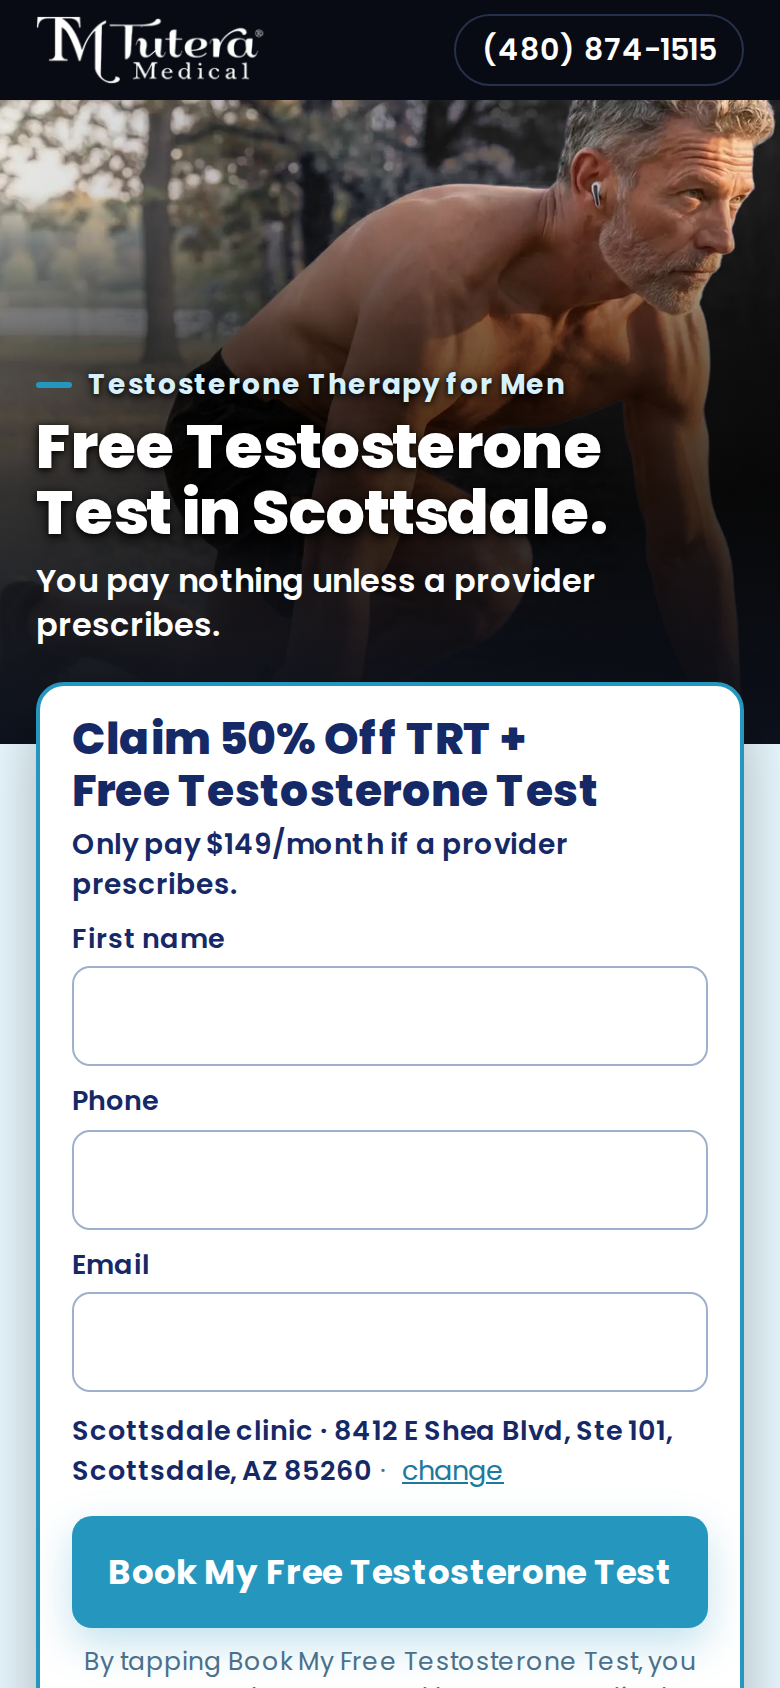 TM Tutera®
Medical
(480) 874-1515
Testosterone Therapy for Men
Free Testosterone
Test in Scottsdale.
You pay nothing unless a provider
prescribes.
Claim 50% Off TRT +
Free Testosterone Test
Only pay $149/month if a provider
prescribes.
First name
Phone
Email
Scottsdale clinic · 8412 E Shea Blvd, Ste 101,
Scottsdale, AZ 85260 · change
Book My Free Testosterone Test
By tapping Book My Free Testosterone Test, you